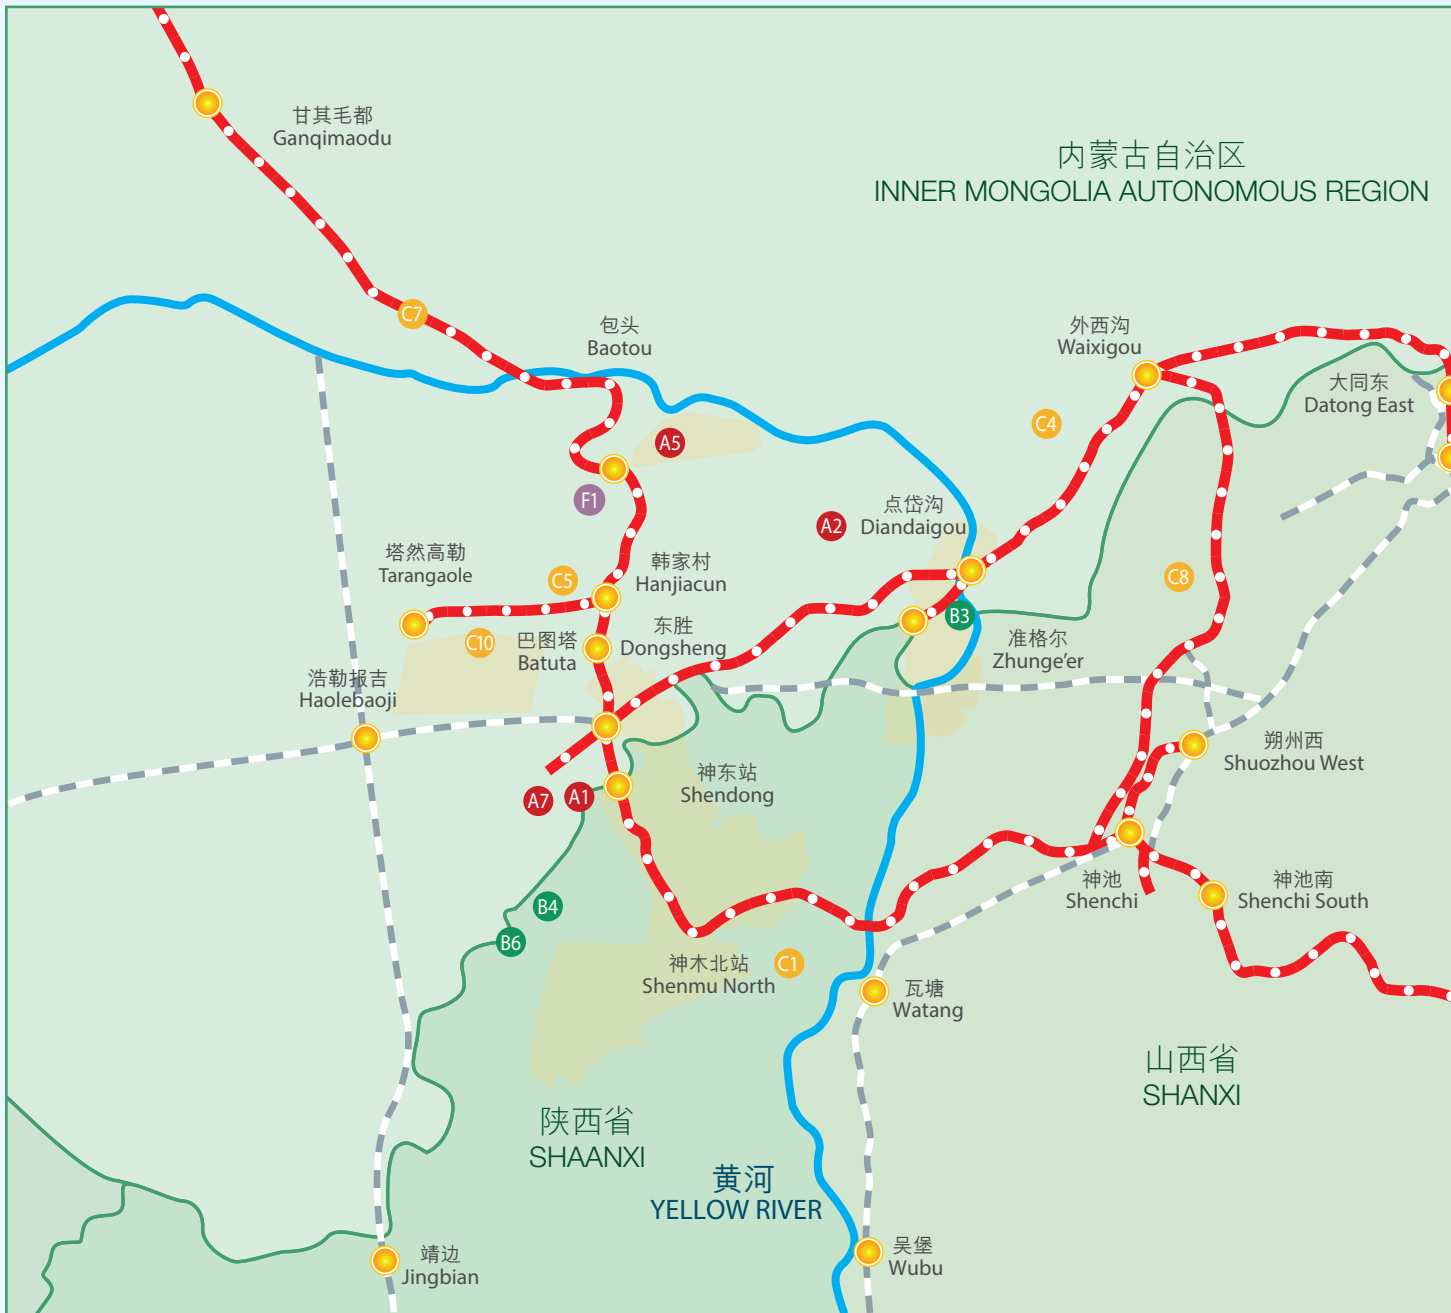 甘其毛都
Ganqimaodu
内蒙古自治区
INNER MONGOLIA AUTONOMOUS REGION
C7
包头
Baotou
外西沟
Waixigou
大同东
Datong East
C4
A5
F1
A2
点岱沟
Diandaigou
塔然高勒
Tarangaole
C5
韩家村
Hanjiacun
C8
B3
C10
巴图塔
Batuta
东胜
Dongsheng
准格尔
Zhunge'er
浩勒报吉
Haolebaoji
朔州西
Shuozhou West
神东站
Shendong
A7
A1
神池
Shenchi
神池南
Shenchi South
B4
B6
神木北站
Shenmu North
C1
瓦塘
Watang
山西省
SHANXI
陕西省
SHAANXI
黄河
YELLOW RIVER
吴堡
Wubu
靖边
Jingbian